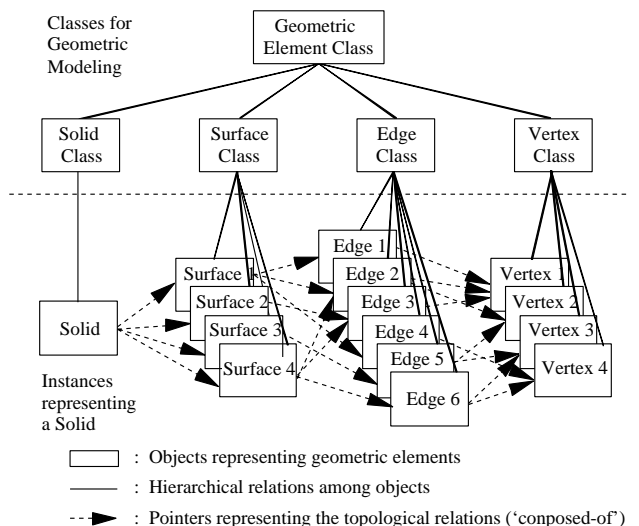 Classes for
Geometric
Modeling
Geometric
Element Class
Solid
Class
Surface
Class
Edge
Class
Vertex
Class
Surface 1
Surface 2
Surface 3
Surface 4
Edge 1
Edge 2
Edge 3
Edge 4
Edge 5
Edge 6
Vertex 1
Vertex 2
Vertex 3
Vertex 4
Solid
Instances
representing
a Solid
: Objects representing geometric elements
: Hierarchical relations among objects
: Pointers representing the topological relations (‘conposed-of’)